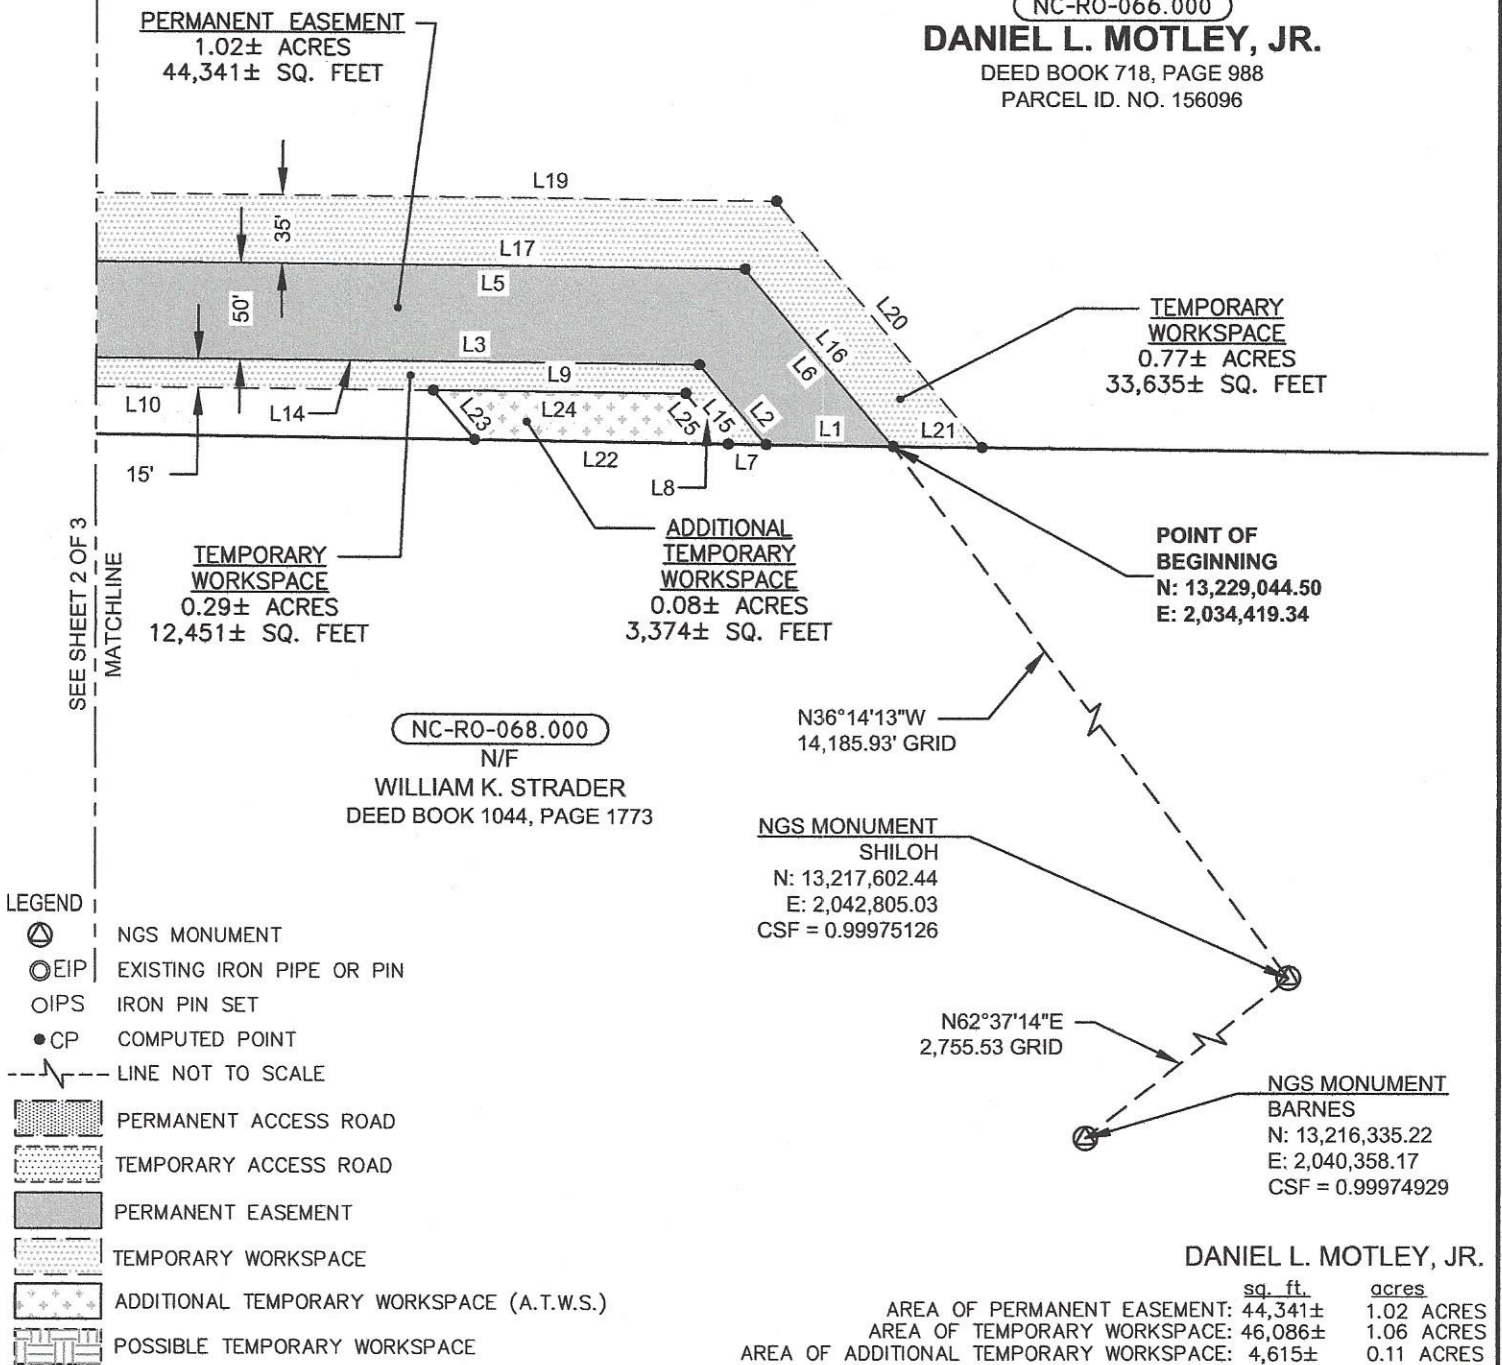 NC-RO-066.000
DANIEL L. MOTLEY, JR.
DEED BOOK 718, PAGE 988
PARCEL ID. NO. 156096
PERMANENT EASEMENT
1.02± ACRES
44,341± SQ. FEET
L19
35'
L17
L5
50'
L20
L16
L6
L3
L9
L10
L14
L23
L24
L25
L15
L2
L1
L21
L22
L7
L8
15'
TEMPORARY
WORKSPACE
0.77± ACRES
33,635± SQ. FEET
SEE SHEET 2 OF 3
MATCHLINE
TEMPORARY
WORKSPACE
0.29± ACRES
12,451± SQ. FEET
ADDITIONAL
TEMPORARY
WORKSPACE
0.08± ACRES
3,374± SQ. FEET
POINT OF
BEGINNING
N: 13,229,044.50
E: 2,034,419.34
NC-RO-068.000
N/F
WILLIAM K. STRADER
DEED BOOK 1044, PAGE 1773
N36°14'13"W
14,185.93' GRID
NGS MONUMENT
SHILOH
N: 13,217,602.44
E: 2,042,805.03
CSF = 0.99975126
N62°37'14"E
2,755.53 GRID
NGS MONUMENT
BARNES
N: 13,216,335.22
E: 2,040,358.17
CSF = 0.99974929
LEGEND
NGS MONUMENT
EIP EXISTING IRON PIPE OR PIN
IPS IRON PIN SET
CP COMPUTED POINT
LINE NOT TO SCALE
PERMANENT ACCESS ROAD
TEMPORARY ACCESS ROAD
PERMANENT EASEMENT
TEMPORARY WORKSPACE
ADDITIONAL TEMPORARY WORKSPACE (A.T.W.S.)
POSSIBLE TEMPORARY WORKSPACE
DANIEL L. MOTLEY, JR.
sq. ft. acres
AREA OF PERMANENT EASEMENT: 44,341± 1.02 ACRES
AREA OF TEMPORARY WORKSPACE: 46,086± 1.06 ACRES
AREA OF ADDITIONAL TEMPORARY WORKSPACE: 4,615± 0.11 ACRES